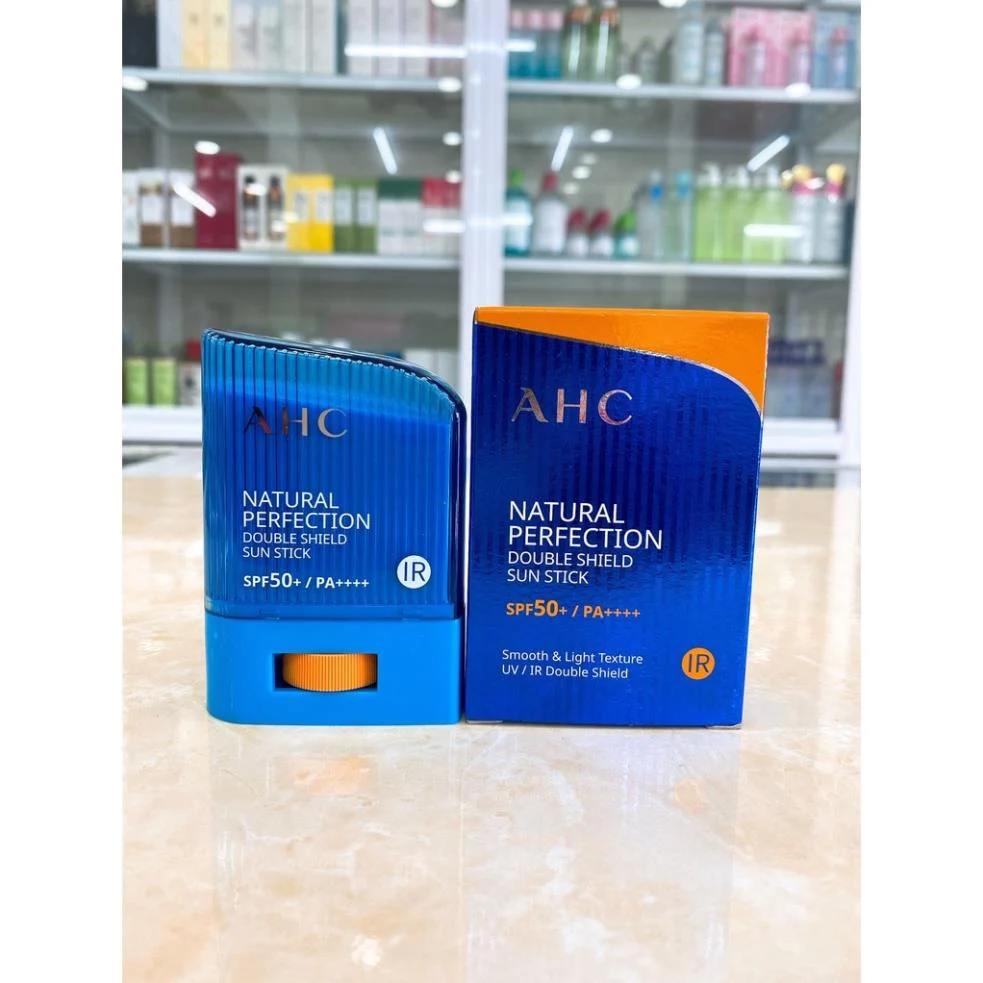 AHC
NATURAL
PERFECTION
DOUBLE SHIELD
SUN STICK
SPF50+ / PA++++
IR
AHC
NATURAL
PERFECTION
DOUBLE SHIELD
SUN STICK
SPF50+ / PA++++
Smooth & Light Texture
UV / IR Double Shield
IR